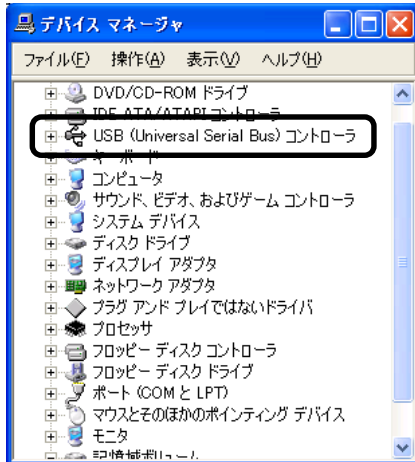 デバイス マネージャ
ファイル(F) 操作(A) 表示(V) ヘルプ(H)
DVD/CD-ROM ドライブ
IDE ATA/ATAPI コントローラ
USB (Universal Serial Bus) コントローラ
キーボード
コンピュータ
サウンド、ビデオ、およびゲーム コントローラ
システム デバイス
ディスク ドライブ
ディスプレイ アダプタ
ネットワーク アダプタ
プラグ アンド プレイではないドライバ
プロセッサ
フロッピー ディスク コントローラ
フロッピー ディスク ドライブ
ポート (COM と LPT)
マウスとそのほかのポインティング デバイス
モニタ
記憶域ボリューム